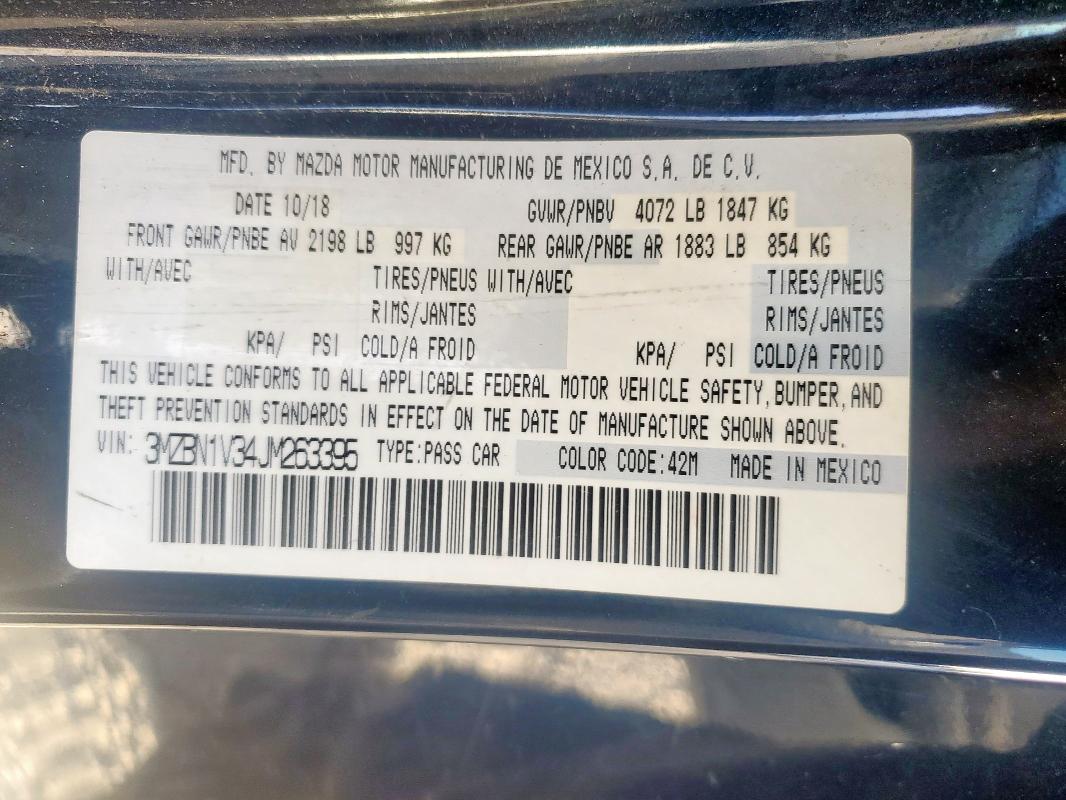 MFD. BY MAZDA MOTOR MANUFACTURING DE MEXICO S.A. DE C.V.
DATE 10/18 GVWR/PNBV 4072 LB 1847 KG
FRONT GAWR/PNBE AV 2198 LB 997 KG REAR GAWR/PNBE AR 1883 LB 854 KG
WITH/AVEC TIRES/PNEUS WITH/AVEC TIRES/PNEUS
RIMS/JANTES RIMS/JANTES
KPA/ PSI COLD/A FROID KPA/ PSI COLD/A FROID
THIS VEHICLE CONFORMS TO ALL APPLICABLE FEDERAL MOTOR VEHICLE SAFETY, BUMPER, AND
THEFT PREVENTION STANDARDS IN EFFECT ON THE DATE OF MANUFACTURE SHOWN ABOVE.
VIN: 3MZBN1V34JM263395 TYPE:PASS CAR COLOR CODE:42M MADE IN MEXICO